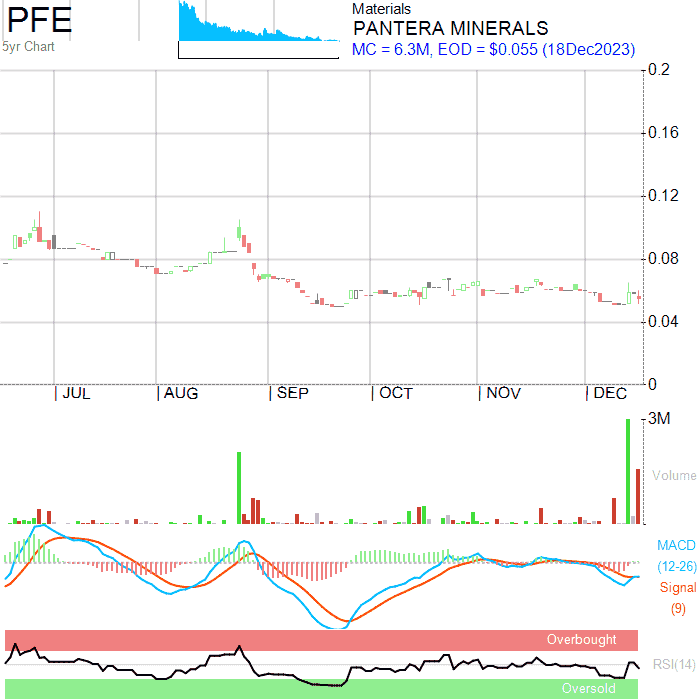 PFE
5yr Chart
Materials
PANTERA MINERALS
MC = 6.3M, EOD = $0.055 (18Dec2023)
0.2
0.16
0.12
0.08
0.04
0
JUL AUG SEP OCT NOV DEC
3M
Volume
MACD
(12-26)
Signal
(9)
Overbought
RSI(14)
Oversold